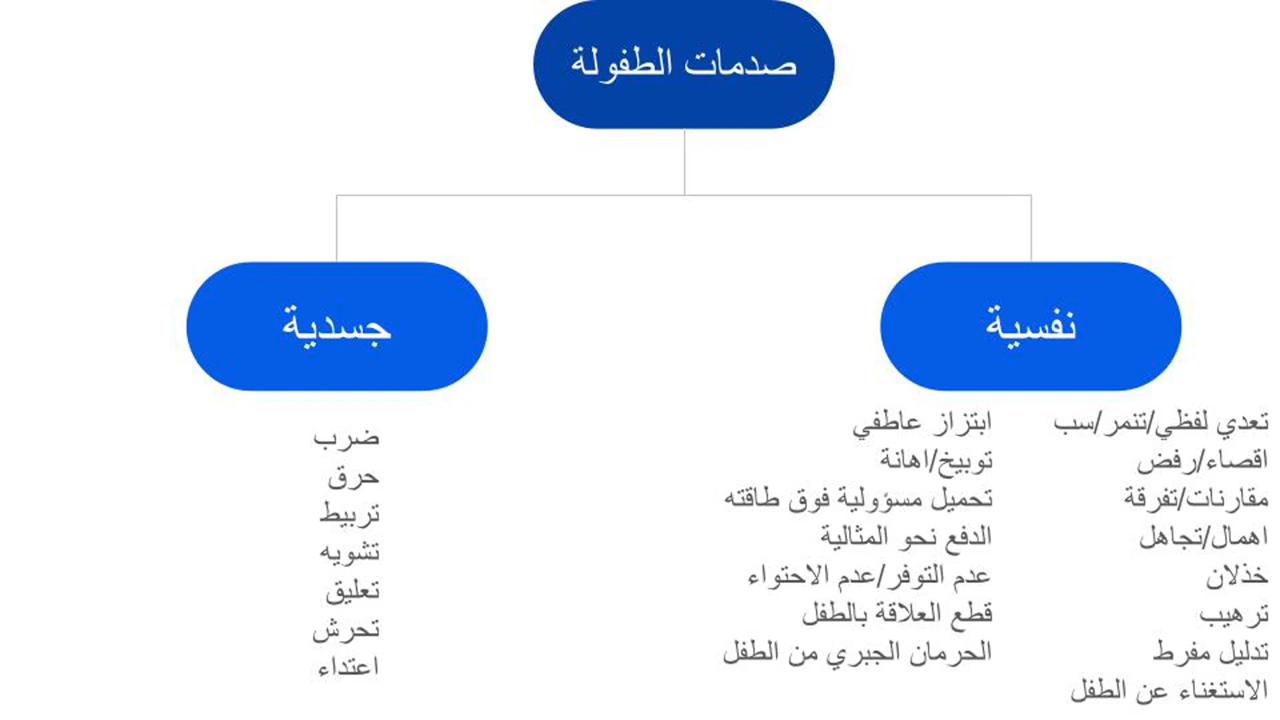 صدمات الطفولة
نفسية
تعدي لفظي/تنمر/سب
اقصاء/رفض
مقارنات/تفرقة
اهمال/تجاهل
خذلان
ترهيب
تدليل مفرط
الاستغناء عن الطفل
ابتزاز عاطفي
توبيخ/اهانة
تحميل مسؤولية فوق طاقته
الدفع نحو المثالية
عدم التوفر/عدم الاحتواء
قطع العلاقة بالطفل
الحرمان الجبري من الطفل
جسدية
ضرب
حرق
تربيط
تشويه
تعليق
تحرش
اعتداء